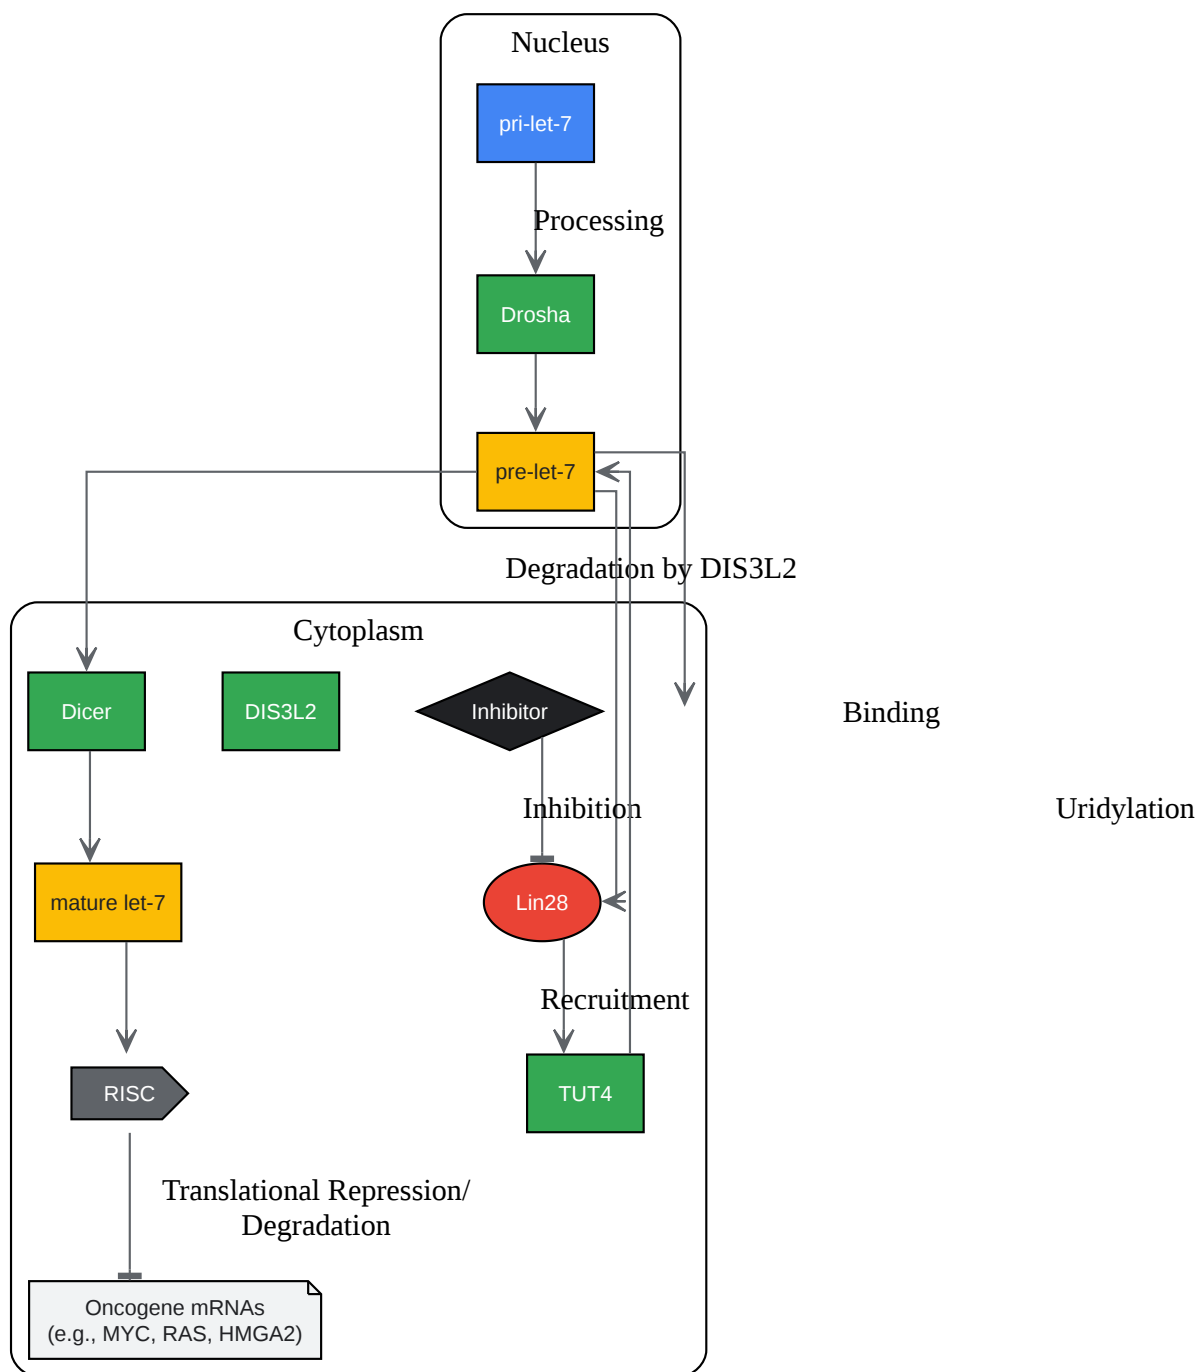 Nucleus
pri-let-7
Processing
Drosha
pre-let-7
Degradation by DIS3L2
Cytoplasm
Dicer
DIS3L2
Inhibitor
Binding
Inhibition
Uridylation
mature let-7
Lin28
Recruitment
RISC
TUT4
Translational Repression/
Degradation
Oncogene mRNAs
(e.g., MYC, RAS, HMGA2)